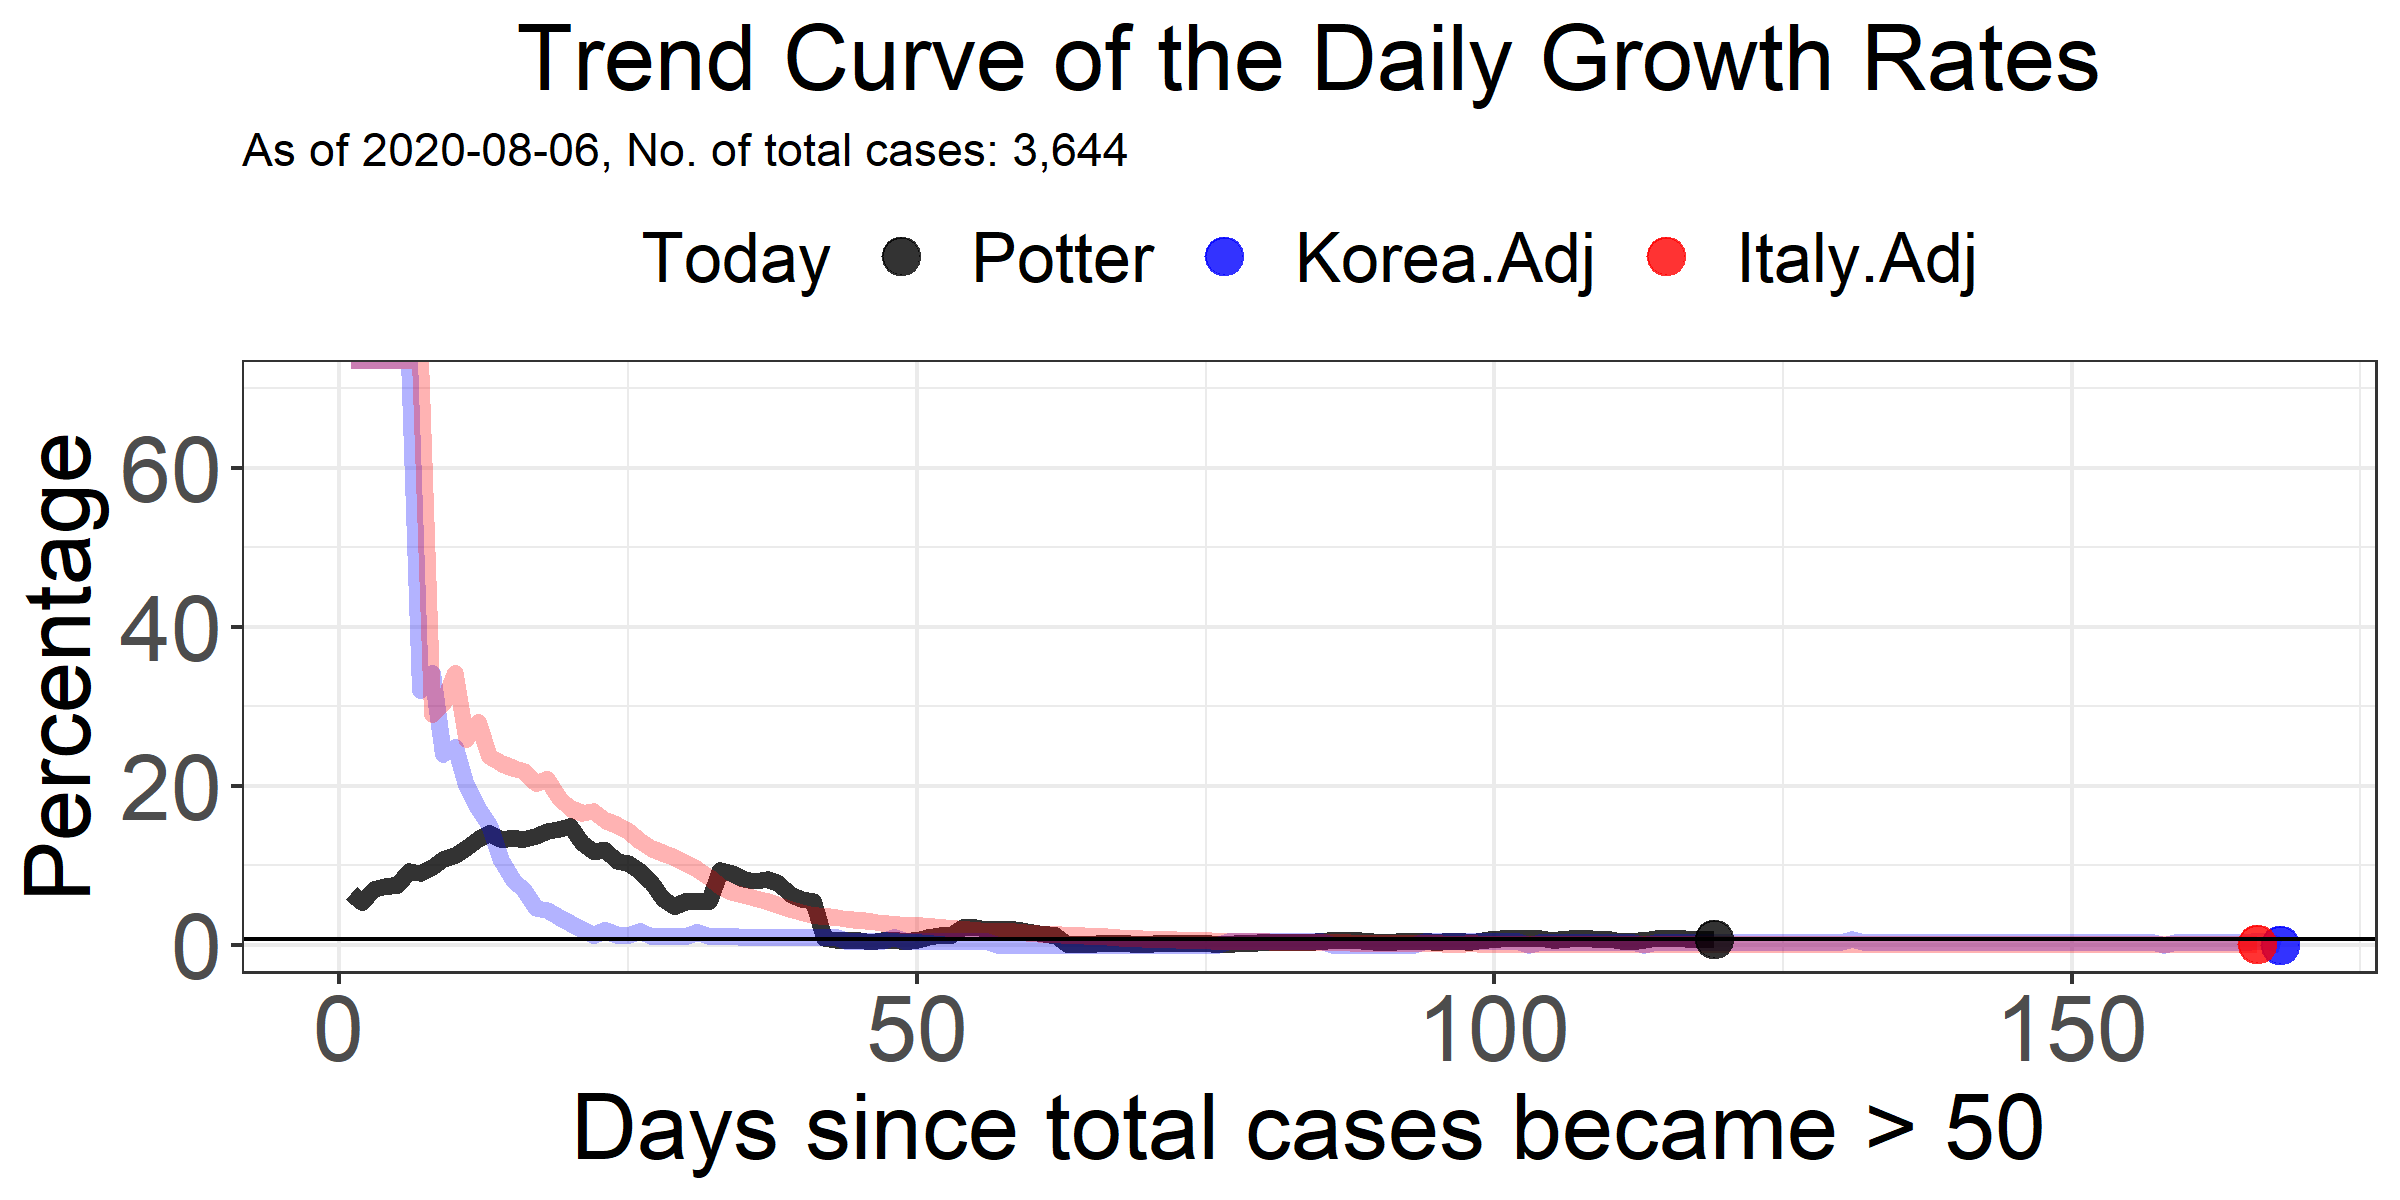 Trend Curve of the Daily Growth Rates
As of 2020-08-06, No. of total cases: 3,644
Today Potter Korea.Adj Italy.Adj
Percentage
60
40
20
0
0 50 100 150
Days since total cases became > 50